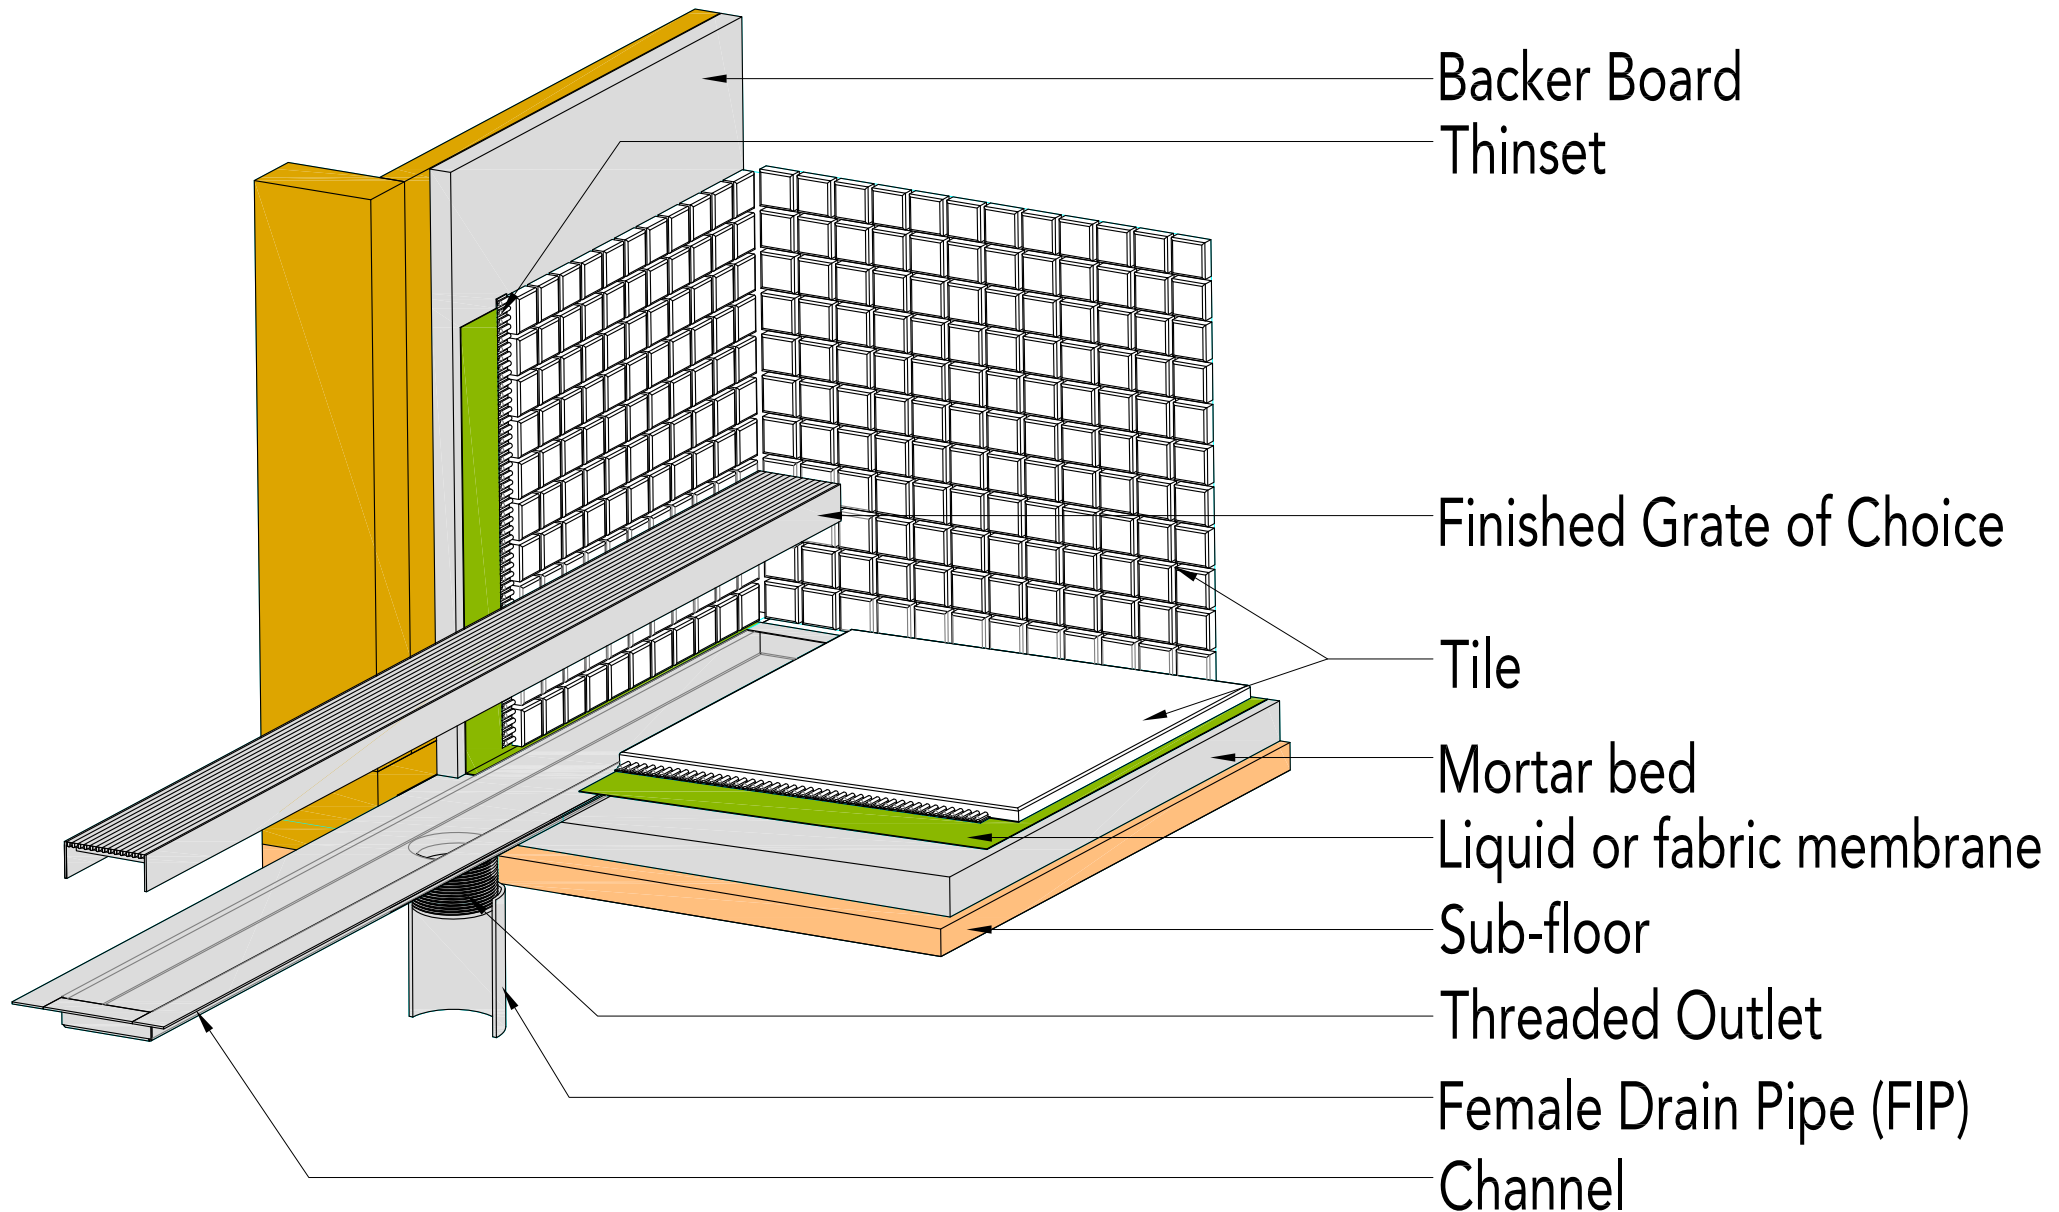 Backer Board
Thinset
Finished Grate of Choice
Tile
Mortar bed
Liquid or fabric membrane
Sub-floor
Threaded Outlet
Female Drain Pipe (FIP)
Channel